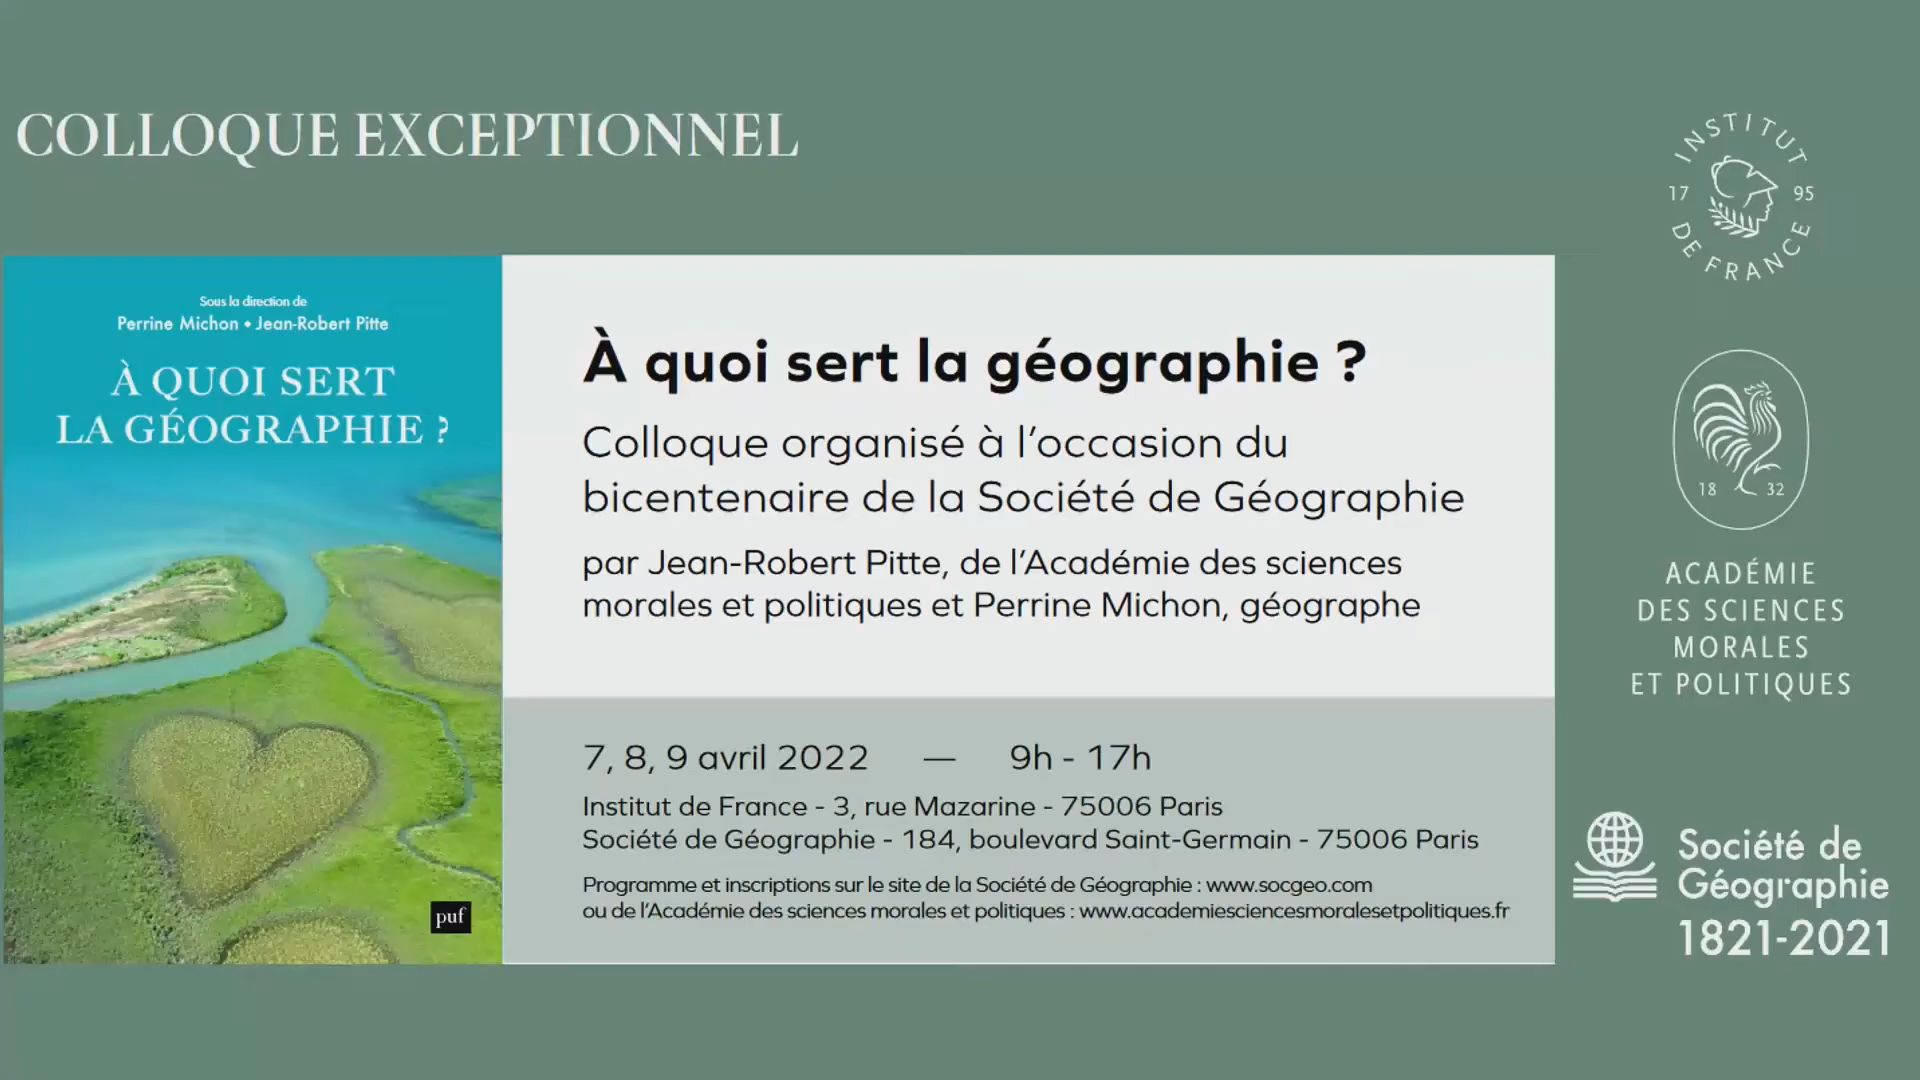 COLLOQUE EXCEPTIONNEL
Sous la direction de
Perrine Michon • Jean-Robert Pitte
À QUOI SERT
LA GÉOGRAPHIE ?
puf
À quoi sert la géographie ?
Colloque organisé à l’occasion du
bicentenaire de la Société de Géographie
par Jean-Robert Pitte, de l’Académie des sciences
morales et politiques et Perrine Michon, géographe
7, 8, 9 avril 2022 — 9h - 17h
Institut de France - 3, rue Mazarine - 75006 Paris
Société de Géographie - 184, boulevard Saint-Germain - 75006 Paris
Programme et inscriptions sur le site de la Société de Géographie : www.socgeo.com
ou de l’Académie des sciences morales et politiques : www.academiesciencesmoralesetpolitiques.fr
INSTITUT
17 95
DE FRANCE
18 32
ACADÉMIE
DES SCIENCES
MORALES
ET POLITIQUES
Société de
Géographie
1821-2021